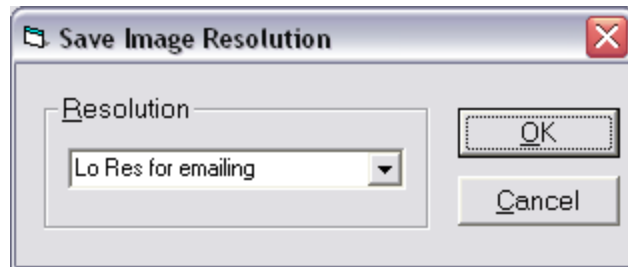 Save Image Resolution
Resolution
Lo Res for emailing
OK
Cancel